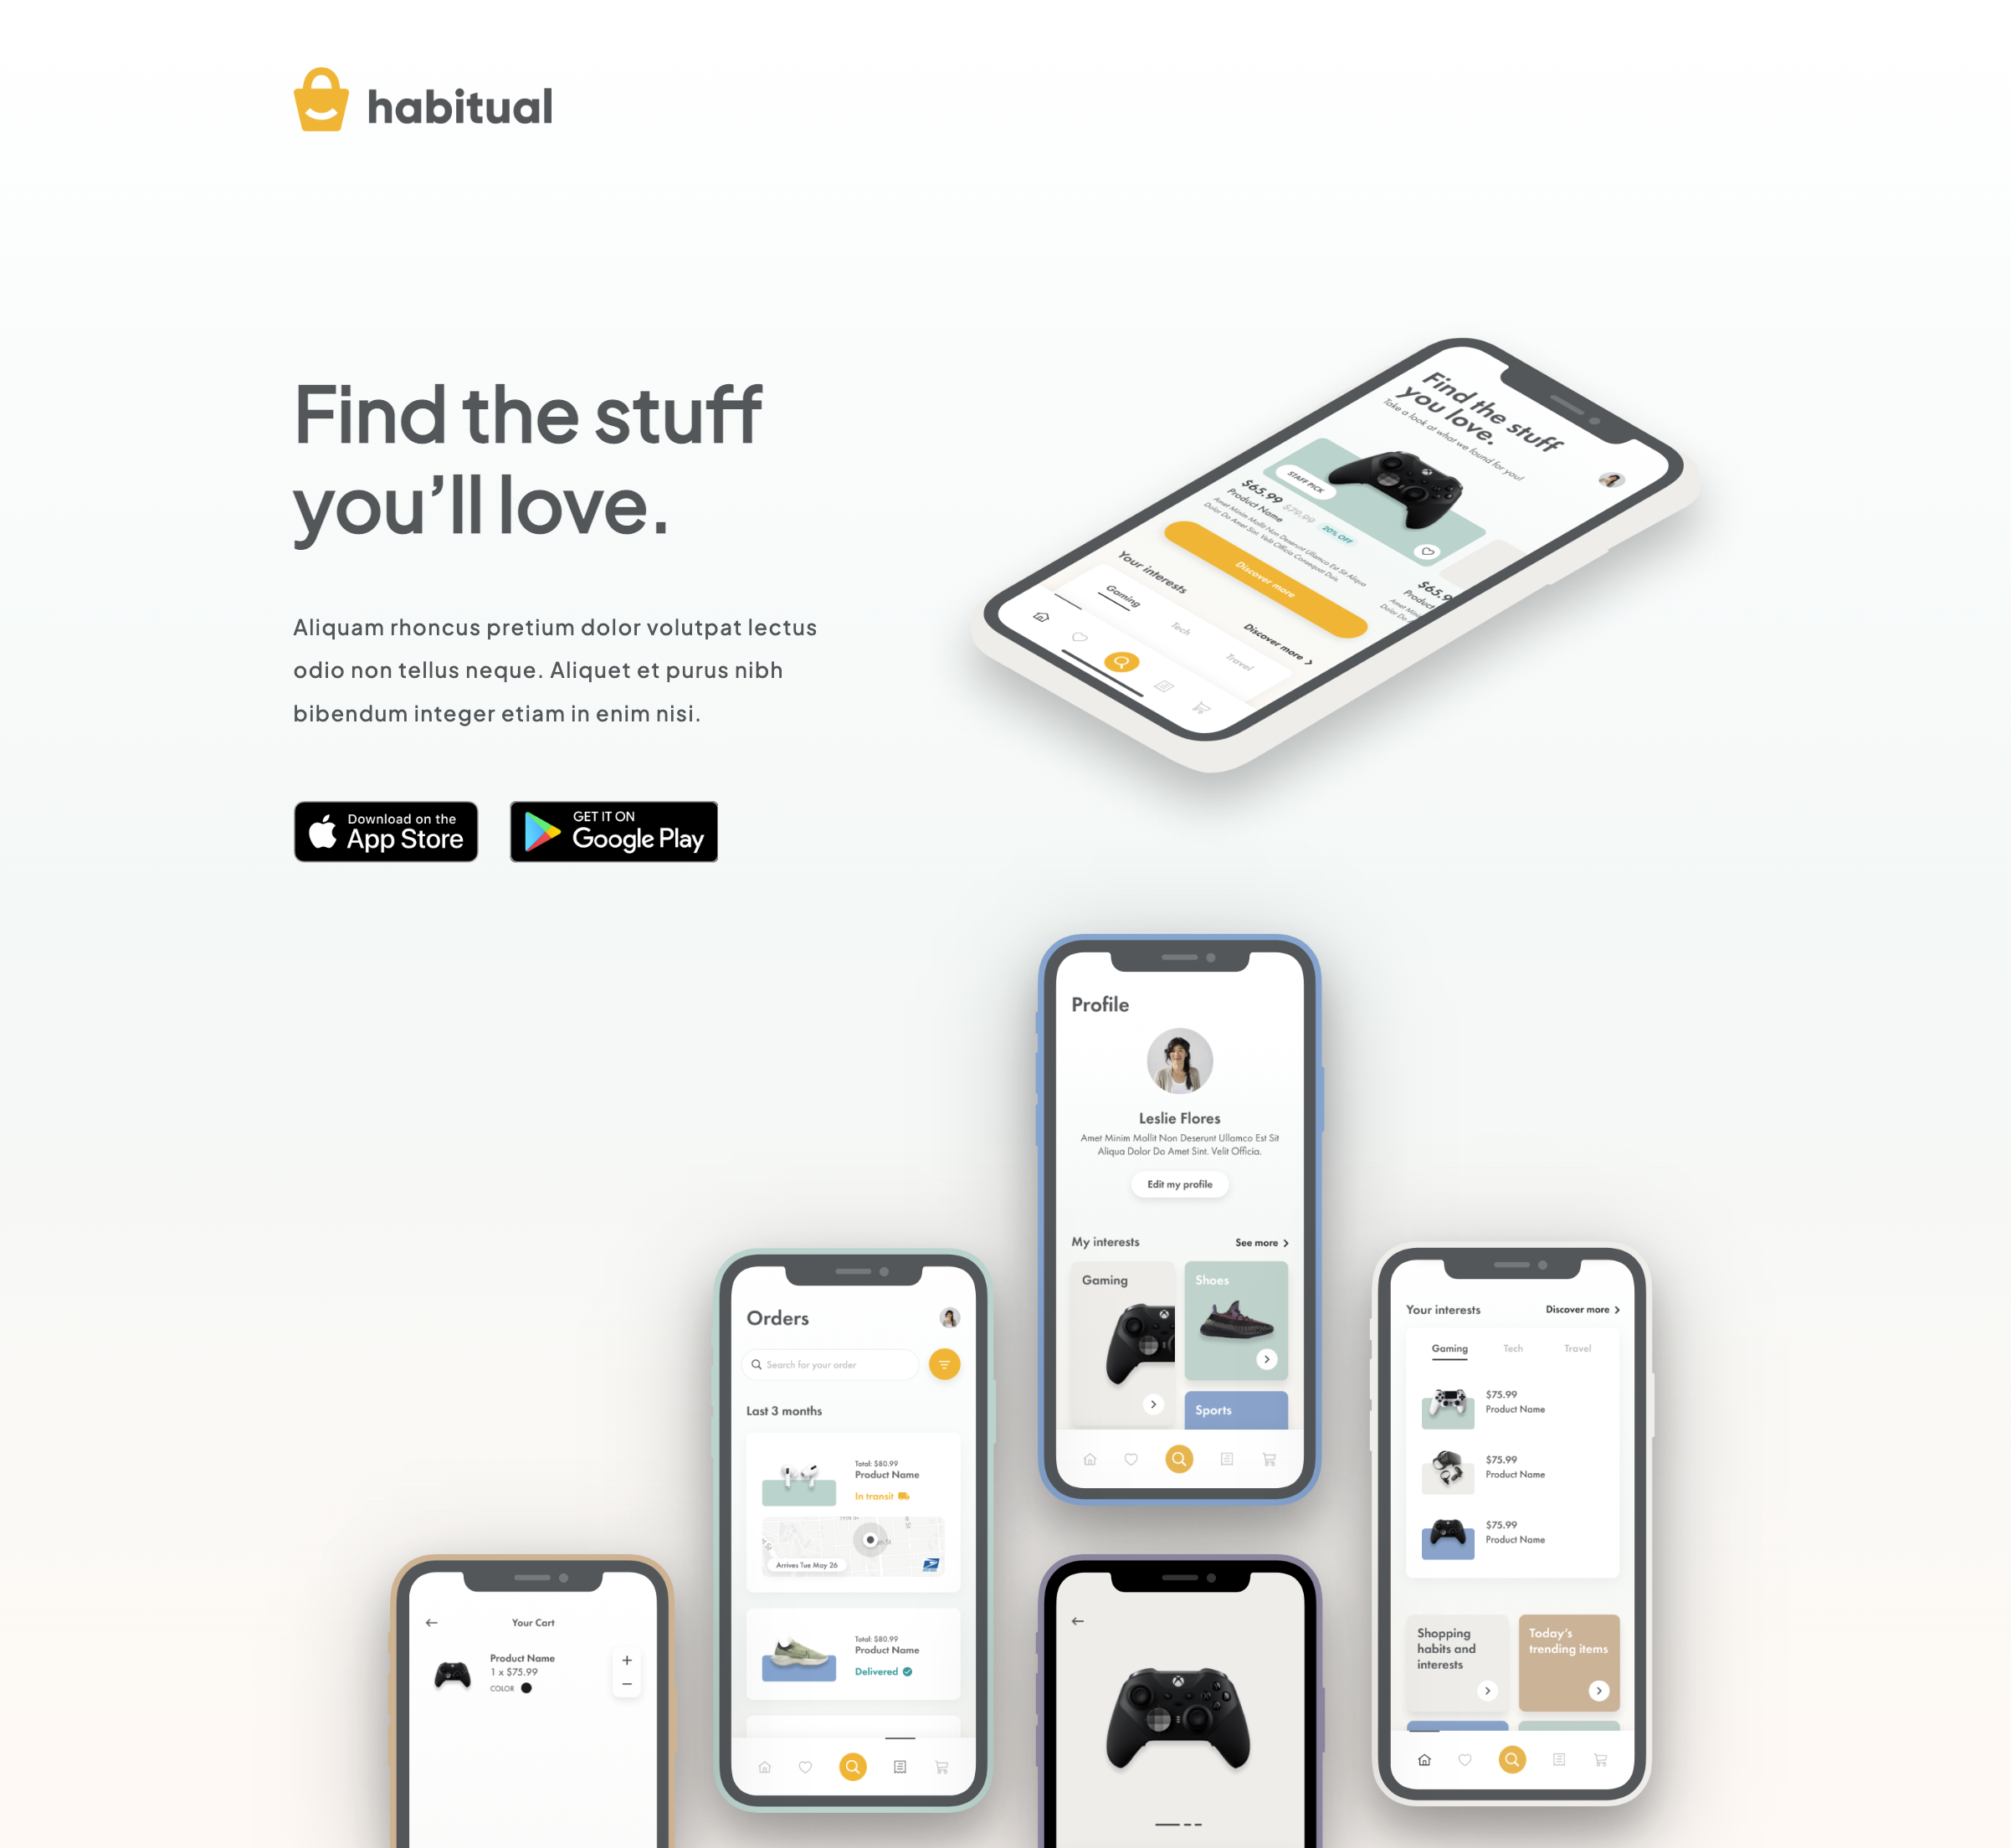 habitual
Find the stuff
you'll love.
Aliquam rhoncus pretium dolor volutpat lectus
odio non tellus neque. Aliquet et purus nibh
bibendum integer etiam in enim nisi.
Download on the
App Store
GET IT ON
Google Play
Find the stuff
you love.
Take a look at what we found for you!
STAFF PICK
$65.99 $79.99 20% OFF
Product Name
Amet Minim Mollit Non Deserunt Ullamco Est Sit Aliqua
Dolor Do Amet Sint. Velit Officia Consequat Duis.
$65.9
Product
Amet Min
Dolor Do
Discover more
Your interests
Discover more
Gaming
Tech
Travel
Profile
Leslie Flores
Amet Minim Mollit Non Deserunt Ullamco Est Sit
Aliqua Dolor Do Amet Sint. Velit Officia.
Edit my profile
My interests
See more
Gaming
Shoes
Sports
Orders
Search for your order
Last 3 months
Total: $80.99
Product Name
In transit
Arrives Tue May 26
Total: $80.99
Product Name
Delivered
Your interests
Discover more
Gaming
Tech
Travel
$75.99
Product Name
$75.99
Product Name
$75.99
Product Name
Shopping
habits and
interests
Today's
trending items
Your Cart
Product Name
1 x $75.99
COLOR